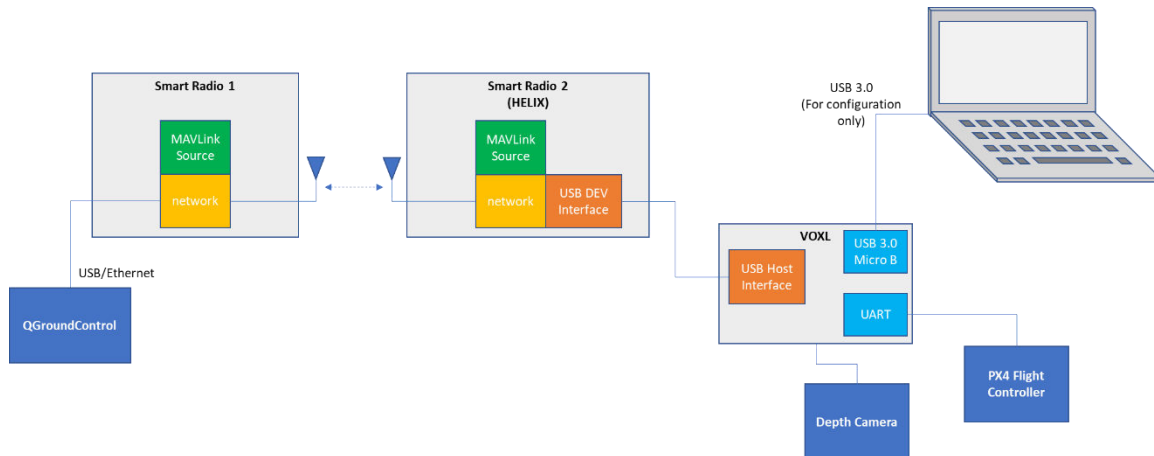 Smart Radio 1
MAVLink
Source
network
USB/Ethernet
QGroundControl
Smart Radio 2
(HELIX)
MAVLink
Source
network
USB DEV
Interface
USB 3.0
(For configuration
only)
VOXL
USB 3.0
Micro B
USB Host
Interface
UART
Depth Camera
PX4 Flight
Controller